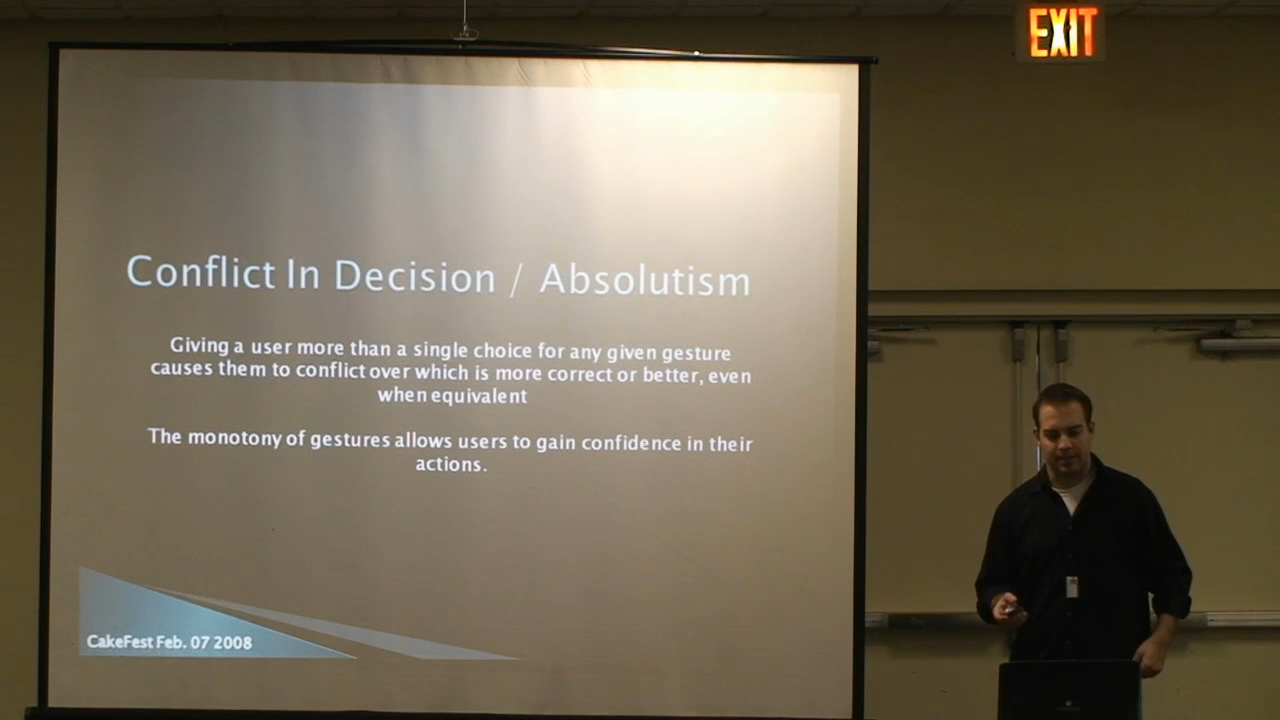 EXIT
Conflict In Decision / Absolutism
Giving a user more than a single choice for any given gesture
causes them to conflict over which is more correct or better, even
when equivalent
The monotony of gestures allows users to gain confidence in their
actions.
CakeFest Feb. 07 2008